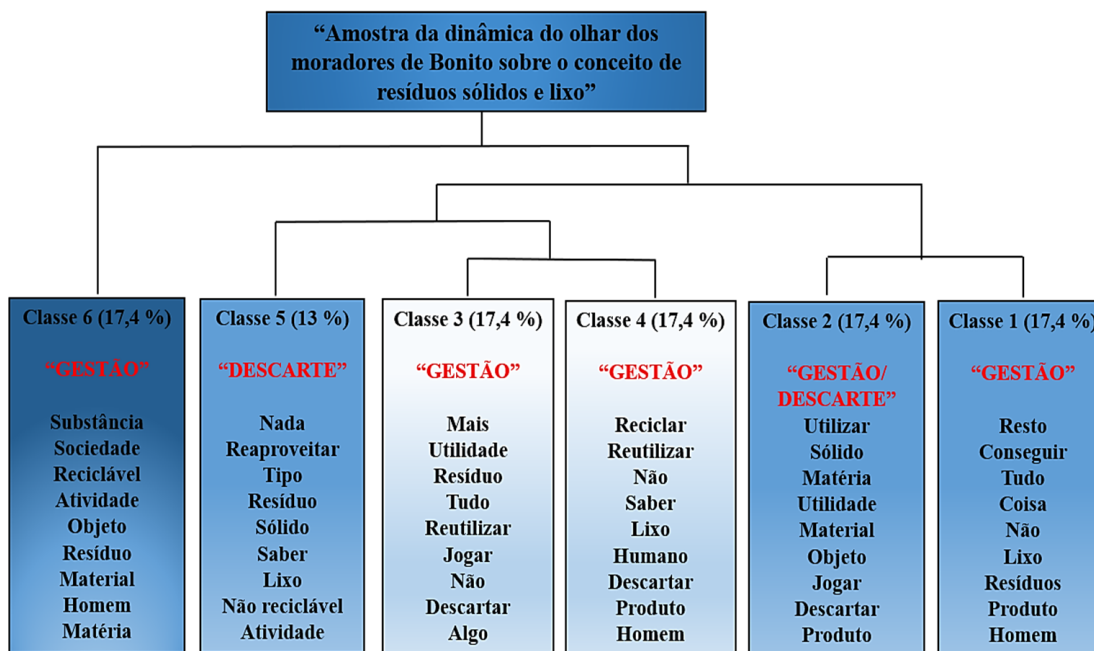 “Amostra da dinâmica do olhar dos
moradores de Bonito sobre o conceito de
resíduos sólidos e lixo”
Classe 6 (17,4 %)
“GESTÃO”
Substância
Sociedade
Reciclável
Atividade
Objeto
Resíduo
Material
Homem
Matéria
Classe 5 (13 %)
“DESCARTE”
Nada
Reaproveitar
Tipo
Resíduo
Sólido
Saber
Lixo
Não reciclável
Atividade
Classe 3 (17,4 %)
“GESTÃO”
Mais
Utilidade
Resíduo
Tudo
Reutilizar
Jogar
Não
Descartar
Algo
Classe 4 (17,4 %)
“GESTÃO”
Reciclar
Reutilizar
Não
Saber
Lixo
Humano
Descartar
Produto
Homem
Classe 2 (17,4 %)
“GESTÃO/
DESCARTE”
Utilizar
Sólido
Matéria
Utilidade
Material
Objeto
Jogar
Descartar
Produto
Classe 1 (17,4 %)
“GESTÃO”
Resto
Conseguir
Tudo
Coisa
Não
Lixo
Resíduos
Produto
Homem